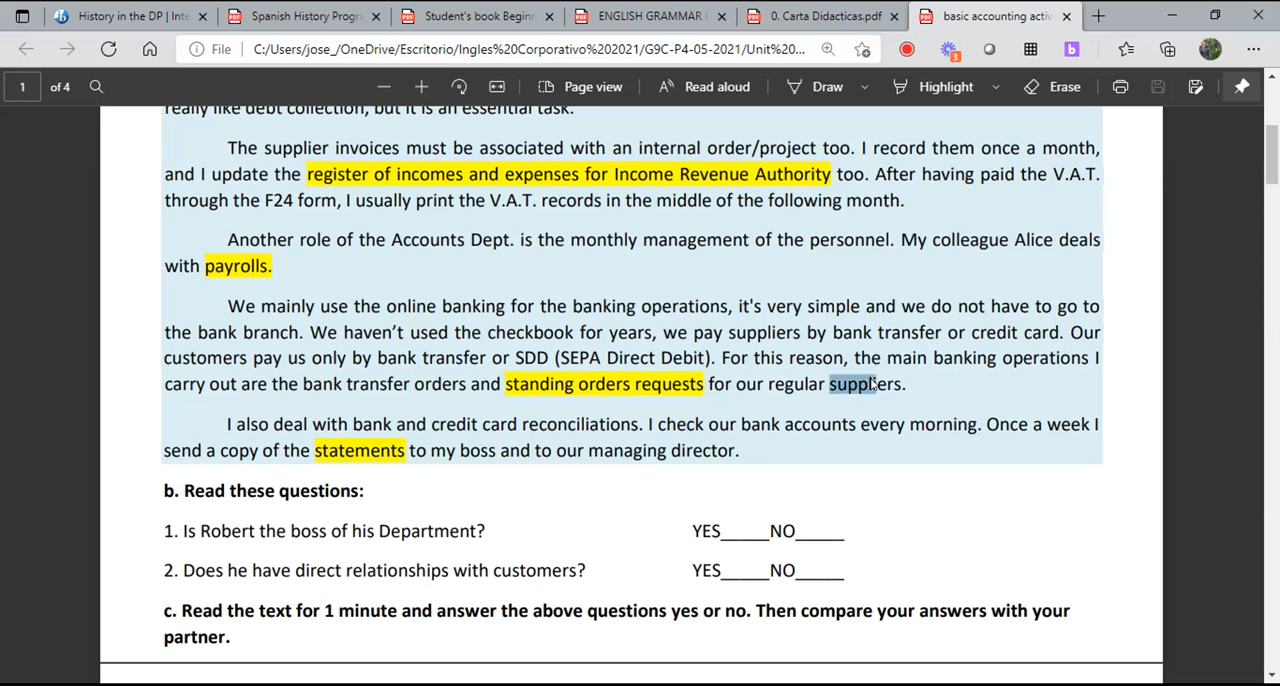 History in the DP | Inte
Spanish History Progr
Student's book Beginn
ENGLISH GRAMMAR
0. Carta Didacticas.pdf
basic accounting activ
File
C:/Users/jose_/OneDrive/Escritorio/Ingles%20Corporativo%202021/G9C-P4-05-2021/Unit%20...
3
b
1 of 4
Page view
Read aloud
Draw
Highlight
Erase
really like debt collection, but it is an essential task.
The supplier invoices must be associated with an internal order/project too. I record them once a month,
and I update the register of incomes and expenses for Income Revenue Authority too. After having paid the V.A.T.
through the F24 form, I usually print the V.A.T. records in the middle of the following month.
Another role of the Accounts Dept. is the monthly management of the personnel. My colleague Alice deals
with payrolls.
We mainly use the online banking for the banking operations, it's very simple and we do not have to go to
the bank branch. We haven't used the checkbook for years, we pay suppliers by bank transfer or credit card. Our
customers pay us only by bank transfer or SDD (SEPA Direct Debit). For this reason, the main banking operations I
carry out are the bank transfer orders and standing orders requests for our regular suppliers.
I also deal with bank and credit card reconciliations. I check our bank accounts every morning. Once a week I
send a copy of the statements to my boss and to our managing director.
b. Read these questions:
1. Is Robert the boss of his Department? YES_____NO_____
2. Does he have direct relationships with customers? YES_____NO_____
c. Read the text for 1 minute and answer the above questions yes or no. Then compare your answers with your
partner.